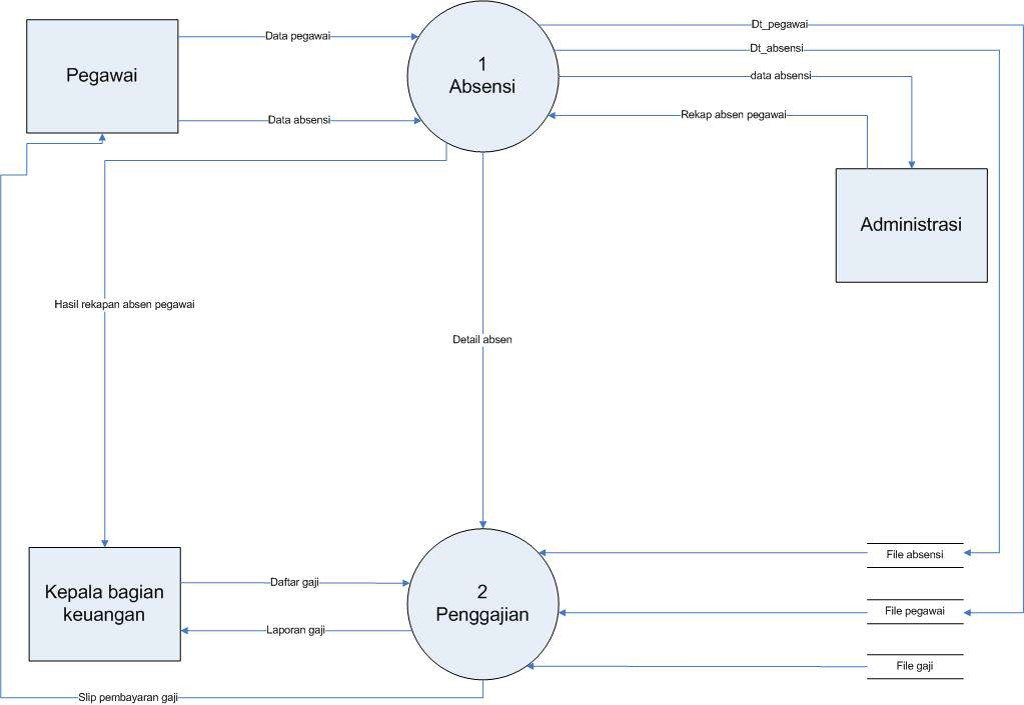 Dt_pegawai
Data pegawai
Dt_absensi
1
Absensi
Pegawai
data absensi
Data absensi
Rekap absen pegawai
Administrasi
Hasil rekapan absen pegawai
Detail absen
File absensi
Kepala bagian
keuangan
Daftar gaji
2
Penggajian
File pegawai
Laporan gaji
File gaji
Slip pembayaran gaji